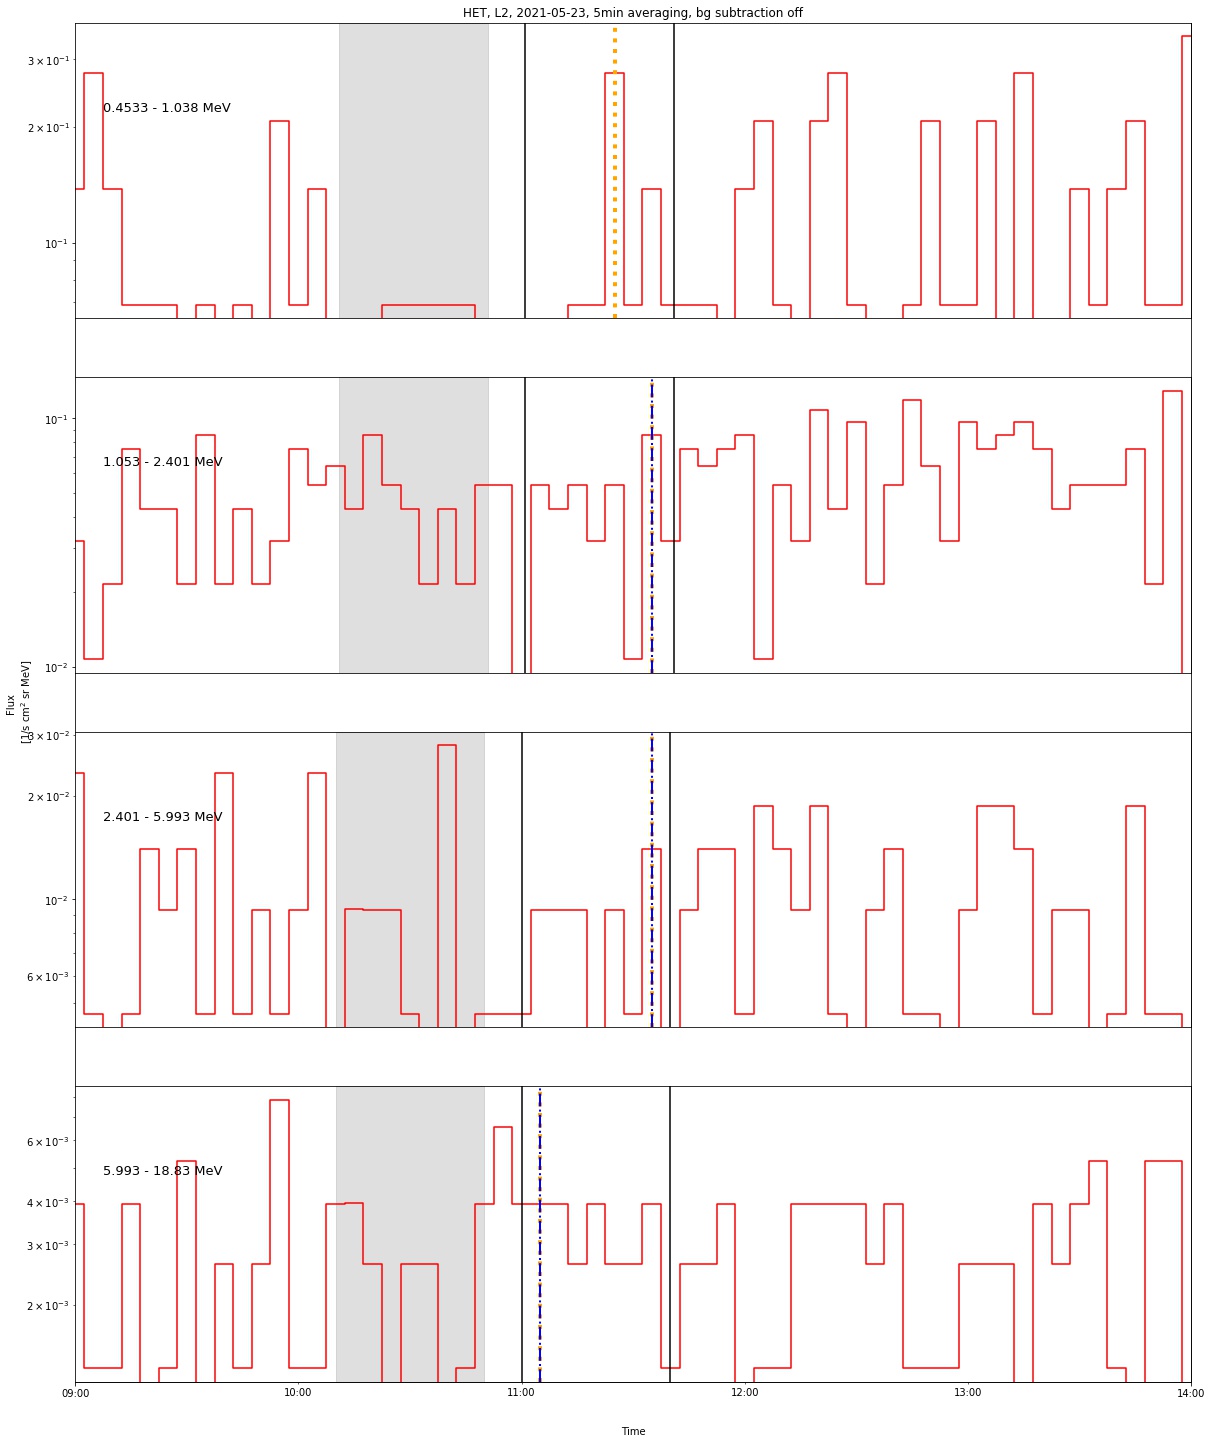 HET, L2, 2021-05-23, 5min averaging, bg subtraction off
3 × 10⁻¹
0.4533 - 1.038 MeV
2 × 10⁻¹
10⁻¹
10⁻¹
1.053 - 2.401 MeV
10⁻²
Flux
[1/s cm² sr MeV]
3 × 10⁻²
2 × 10⁻²
2.401 - 5.993 MeV
10⁻²
6 × 10⁻³
6 × 10⁻³
5.993 - 18.83 MeV
4 × 10⁻³
3 × 10⁻³
2 × 10⁻³
09:00 10:00 11:00 12:00 13:00 14:00
Time